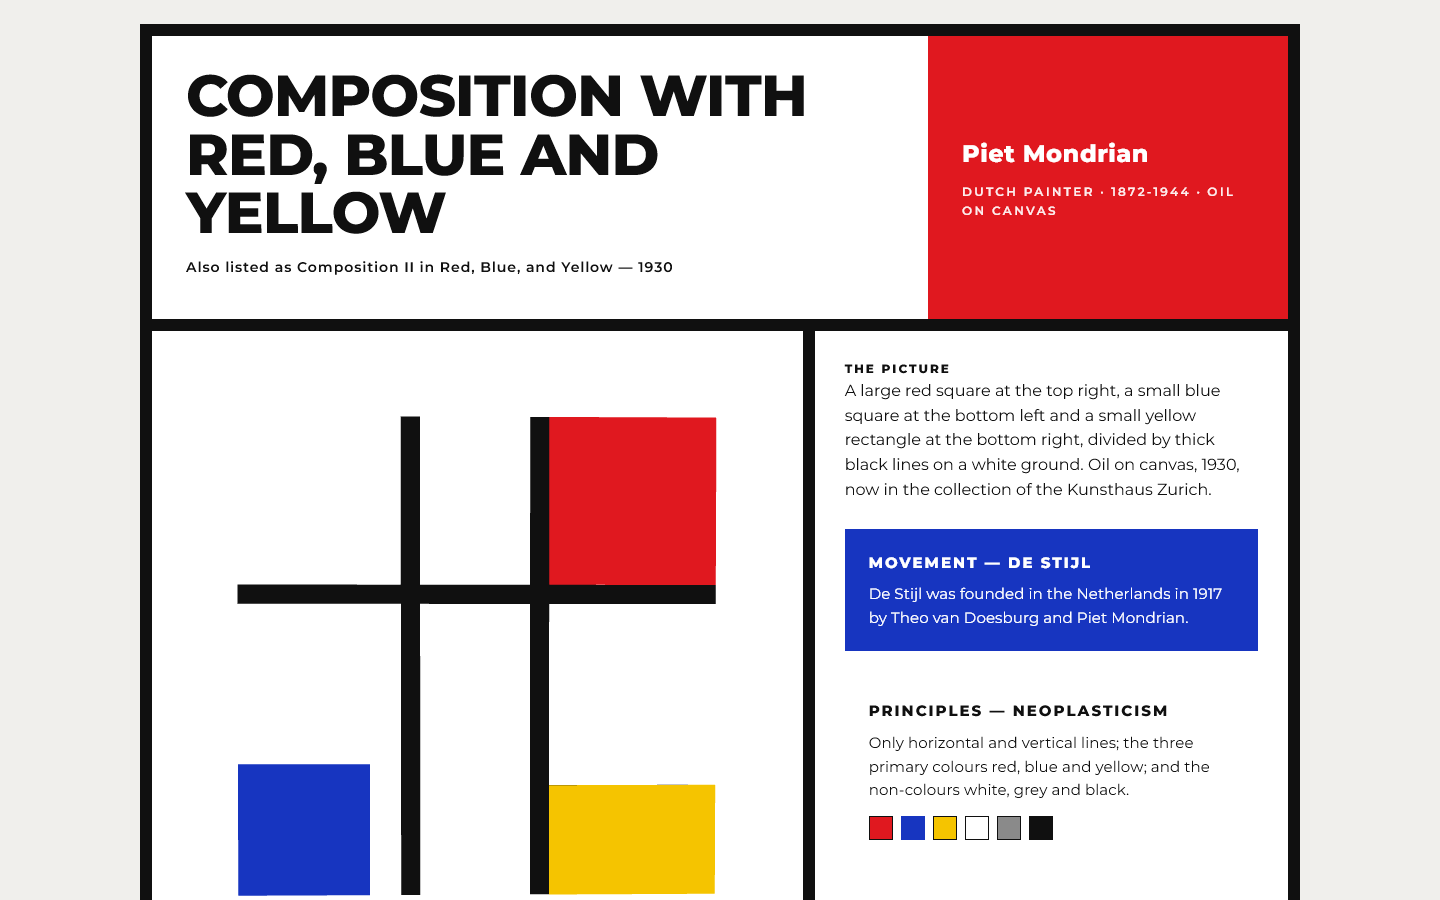 COMPOSITION WITH
RED, BLUE AND
YELLOW
Also listed as Composition II in Red, Blue, and Yellow — 1930
Piet Mondrian
DUTCH PAINTER · 1872-1944 · OIL
ON CANVAS
THE PICTURE
A large red square at the top right, a small blue
square at the bottom left and a small yellow
rectangle at the bottom right, divided by thick
black lines on a white ground. Oil on canvas, 1930,
now in the collection of the Kunsthaus Zurich.
MOVEMENT — DE STIJL
De Stijl was founded in the Netherlands in 1917
by Theo van Doesburg and Piet Mondrian.
PRINCIPLES — NEOPLASTICISM
Only horizontal and vertical lines; the three
primary colours red, blue and yellow; and the
non-colours white, grey and black.